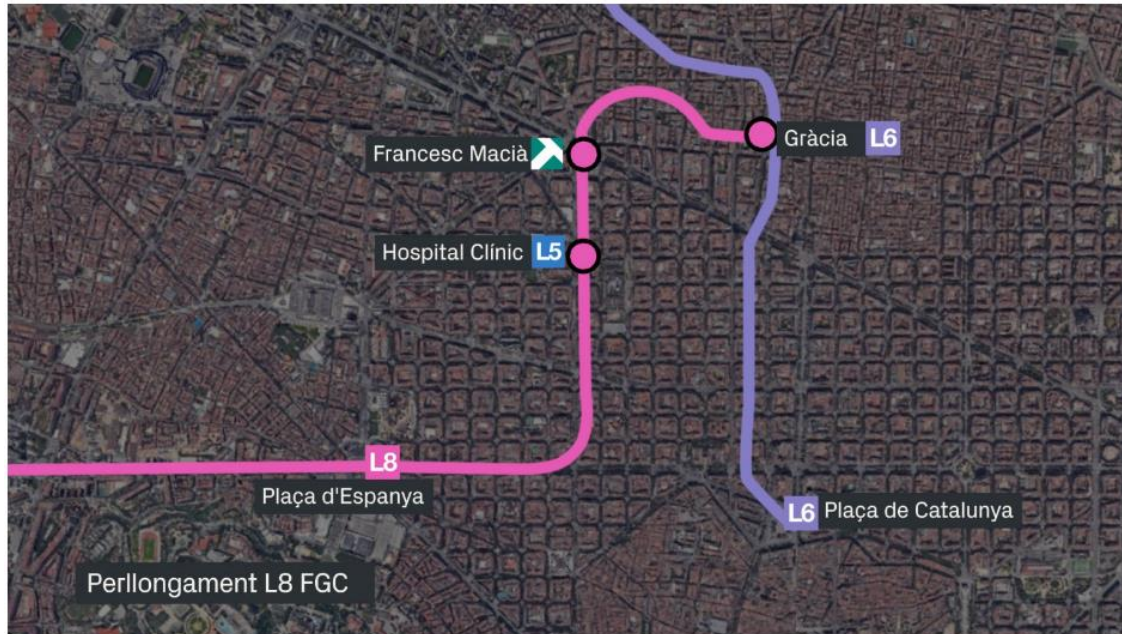 Francesc Macià
Gràcia L6
Hospital Clínic L5
L8
Plaça d'Espanya
L6 Plaça de Catalunya
Perllongament L8 FGC